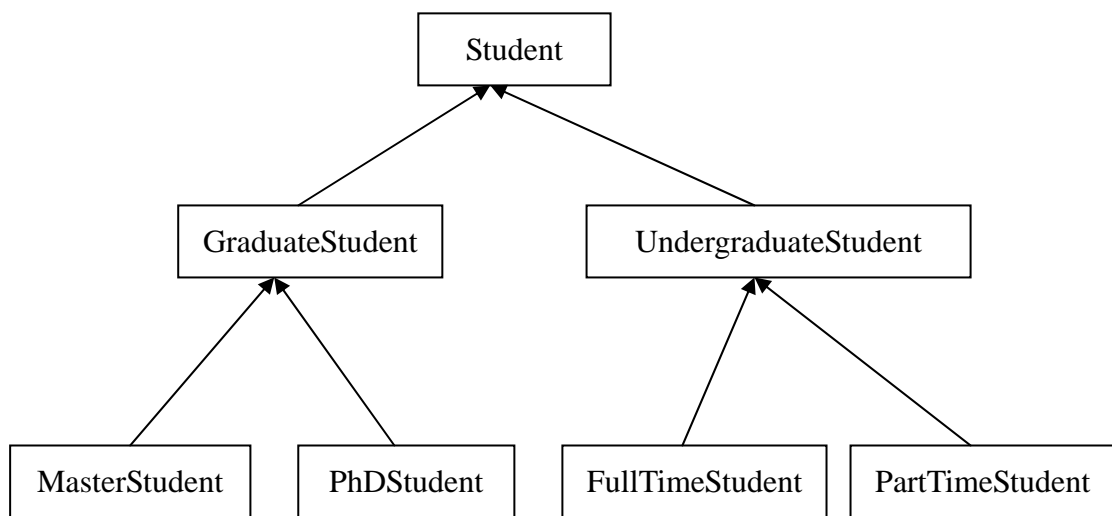 Student
GraduateStudent
UndergraduateStudent
MasterStudent
PhDStudent
FullTimeStudent
PartTimeStudent